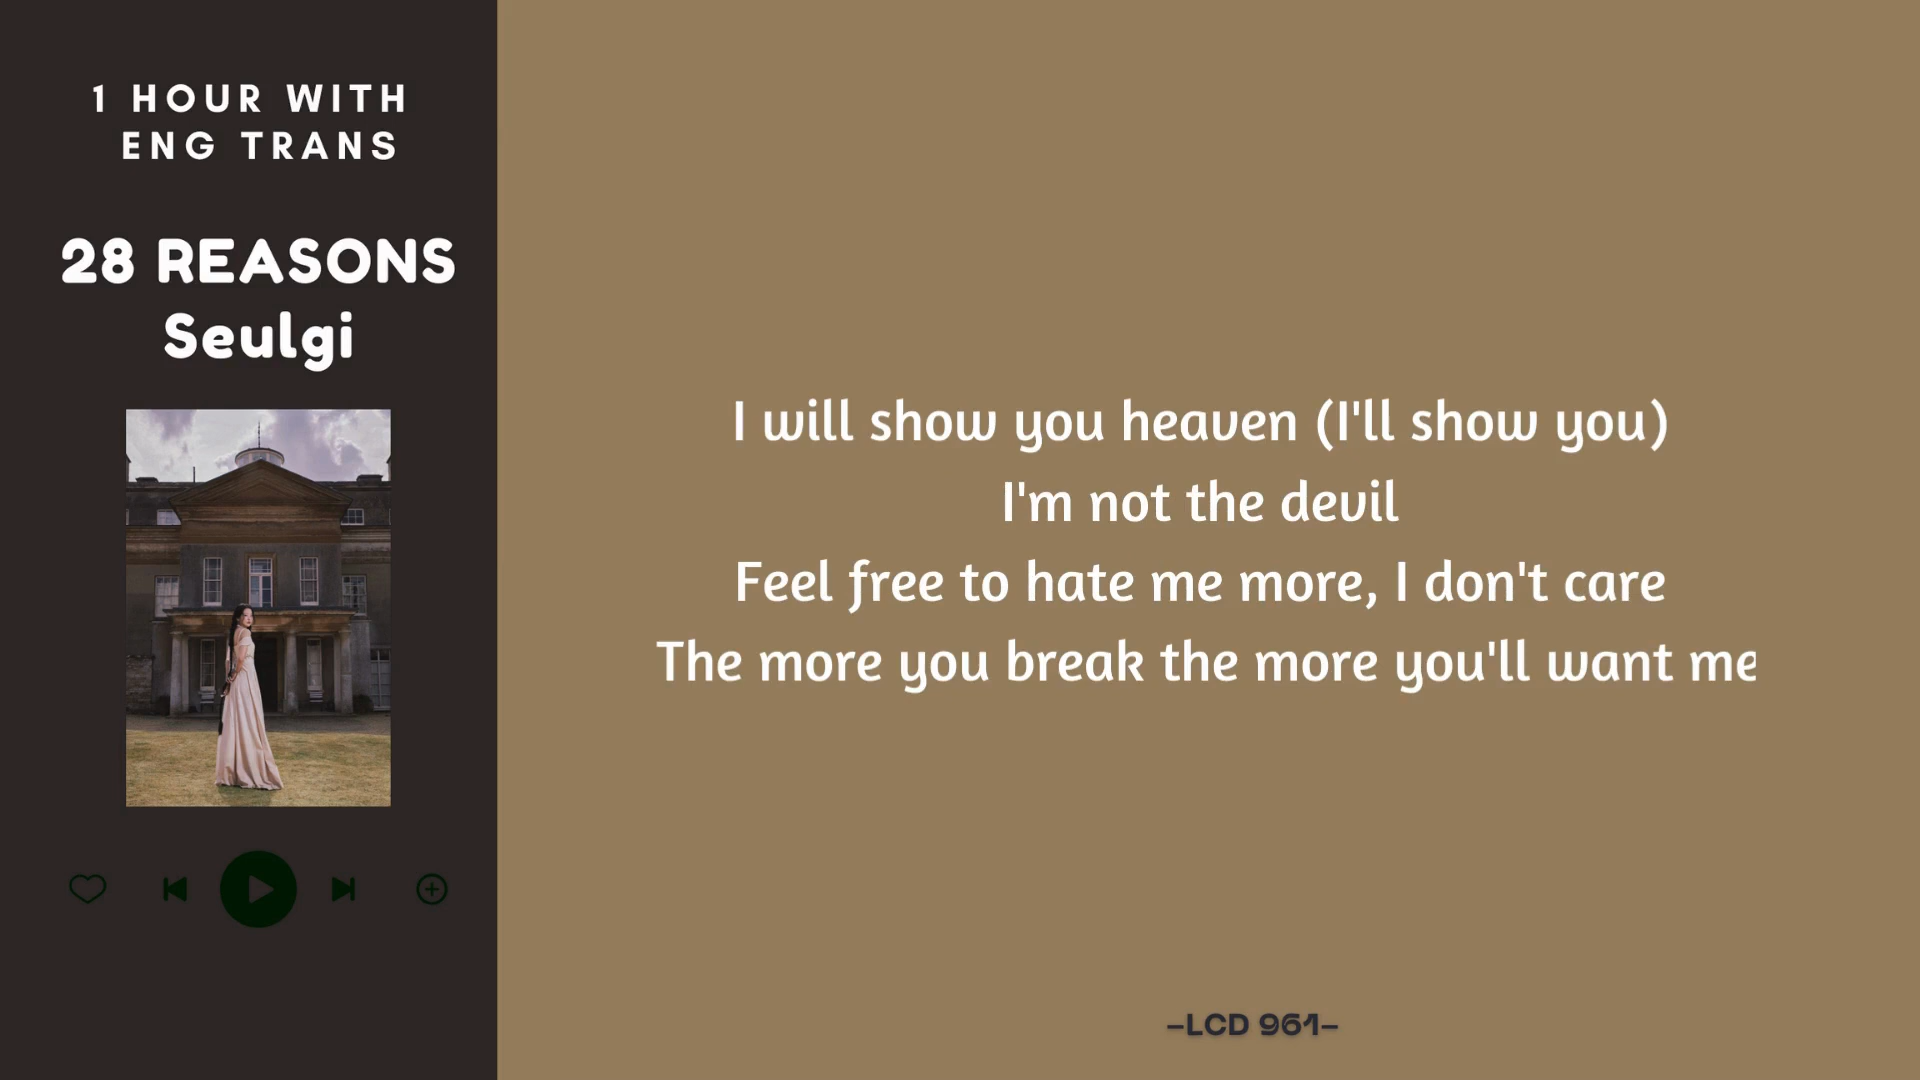 1 HOUR WITH
ENG TRANS
28 REASONS
Seulgi
I will show you heaven (I'll show you)
I'm not the devil
Feel free to hate me more, I don't care
The more you break the more you'll want me
–LCD 961–